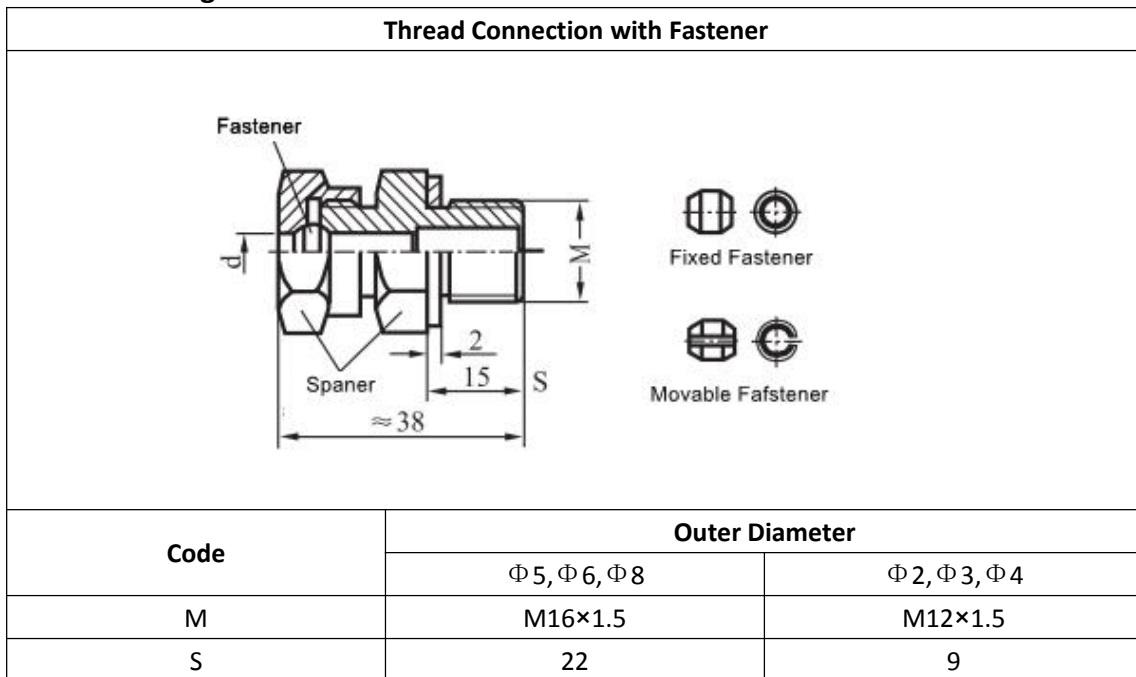 Thread Connection with Fastener
Fastener
d
M
Fixed Fastener
2
Spaner
15
S
Movable Fafstener
≈38
Code
Outer Diameter
Φ5,Φ6,Φ8
Φ2,Φ3,Φ4
M
M16×1.5
M12×1.5
S
22
9